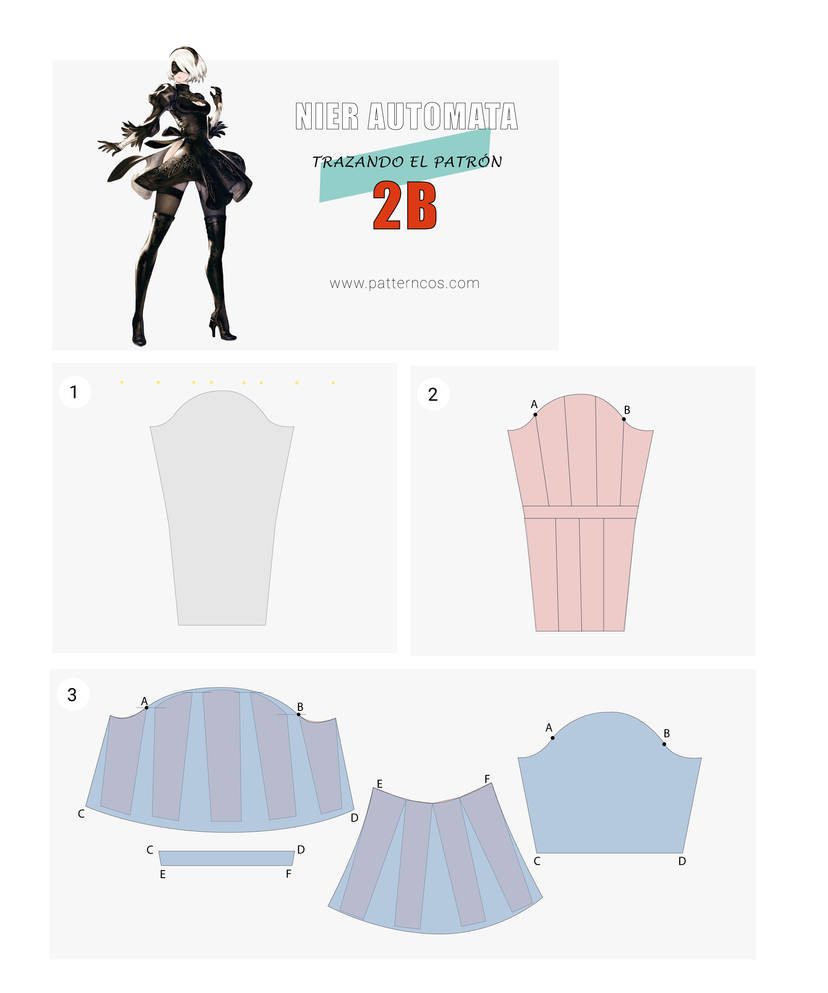 NIER AUTOMATA
TRAZANDO EL PATRÓN
2B
www.patterncos.com
1
2
A
B
3
A
B
C
D
C
D
E
F
E
F
A
B
C
D